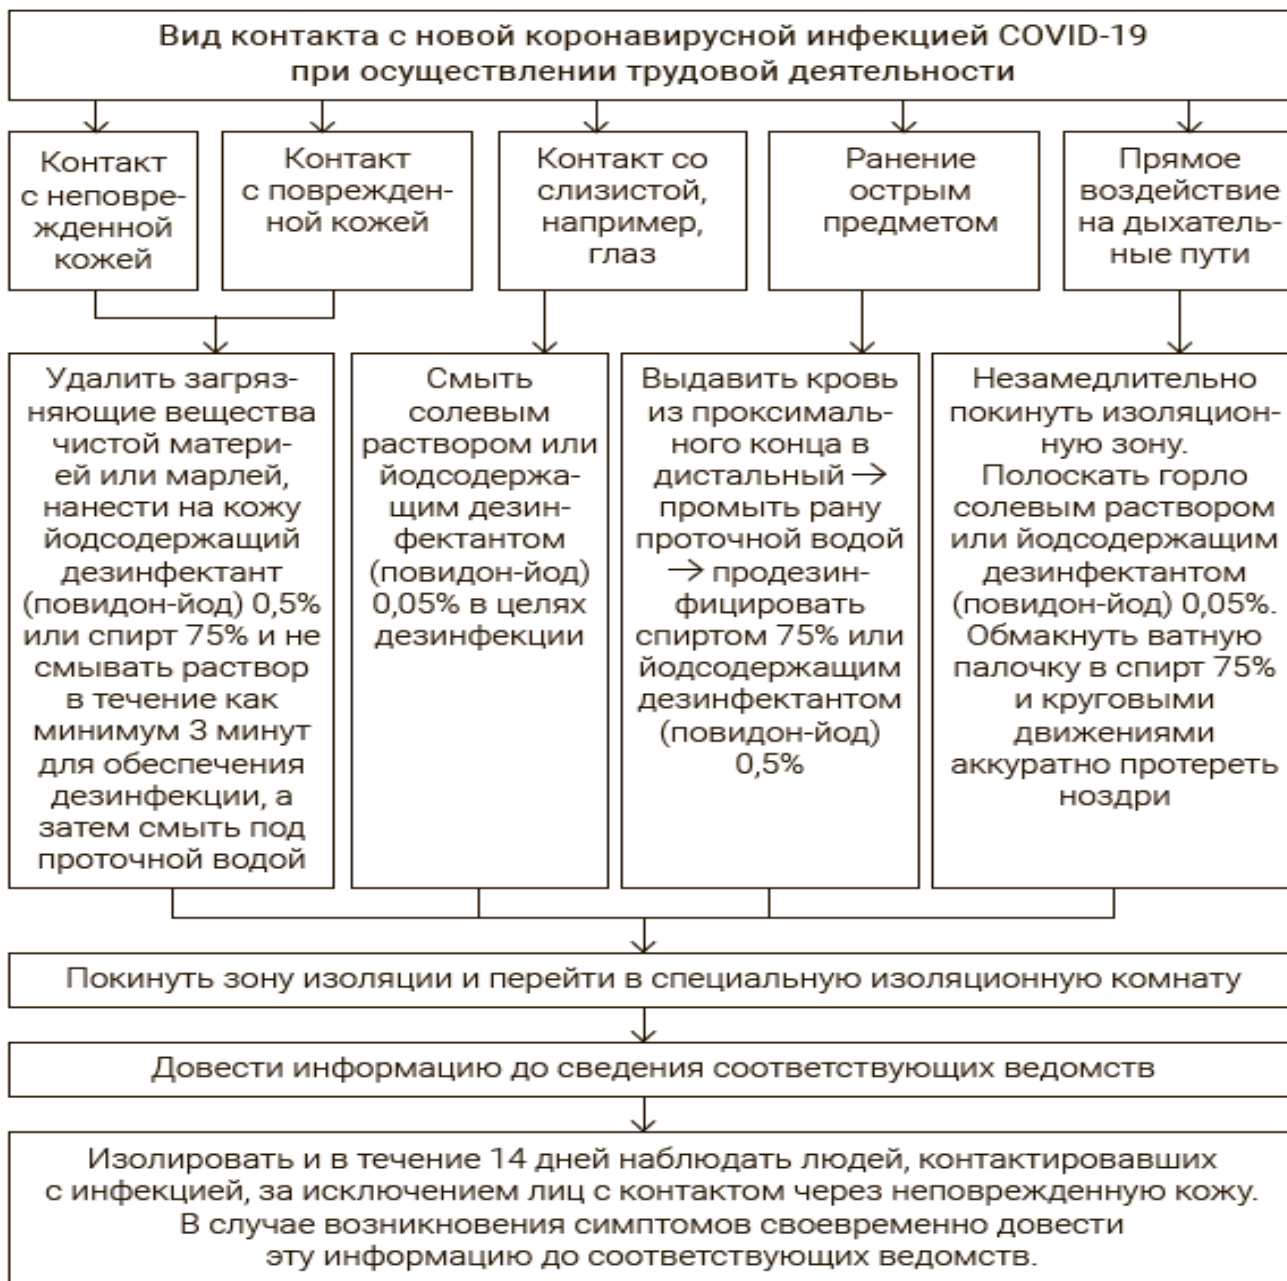 Вид контакта с новой коронавирусной инфекцией COVID-19
при осуществлении трудовой деятельности
Контакт
с неповре-
жденной
кожей
Контакт
с поврежден-
ной кожей
Контакт со
слизистой,
например,
глаз
Ранение
острым
предметом
Прямое
воздействие
на дыхатель-
ные пути
Удалить загряз-
няющие вещества
чистой матери-
ей или марлей,
нанести на кожу
йодсодержащий
дезинфектант
(повидон-йод) 0,5%
или спирт 75% и не
смывать раствор
в течение как
минимум 3 минут
для обеспечения
дезинфекции, а
затем смыть под
проточной водой
Смыть
солевым
раствором или
йодсодержа-
щим дезин-
фектантом
(повидон-йод)
0,05% в целях
дезинфекции
Выдавить кровь
из проксималь-
ного конца в
дистальный →
промыть рану
проточной водой
→ продезин-
фицировать
спиртом 75% или
йодсодержащим
дезинфектантом
(повидон-йод)
0,5%
Незамедлительно
покинуть изоляцион-
ную зону.
Полоскать горло
солевым раствором
или йодсодержащим
дезинфектантом
(повидон-йод) 0,05%.
Обмакнуть ватную
палочку в спирт 75%
и круговыми
движениями
аккуратно протереть
ноздри
Покинуть зону изоляции и перейти в специальную изоляционную комнату
Довести информацию до сведения соответствующих ведомств
Изолировать и в течение 14 дней наблюдать людей, контактировавших
с инфекцией, за исключением лиц с контактом через неповрежденную кожу.
В случае возникновения симптомов своевременно довести
эту информацию до соответствующих ведомств.